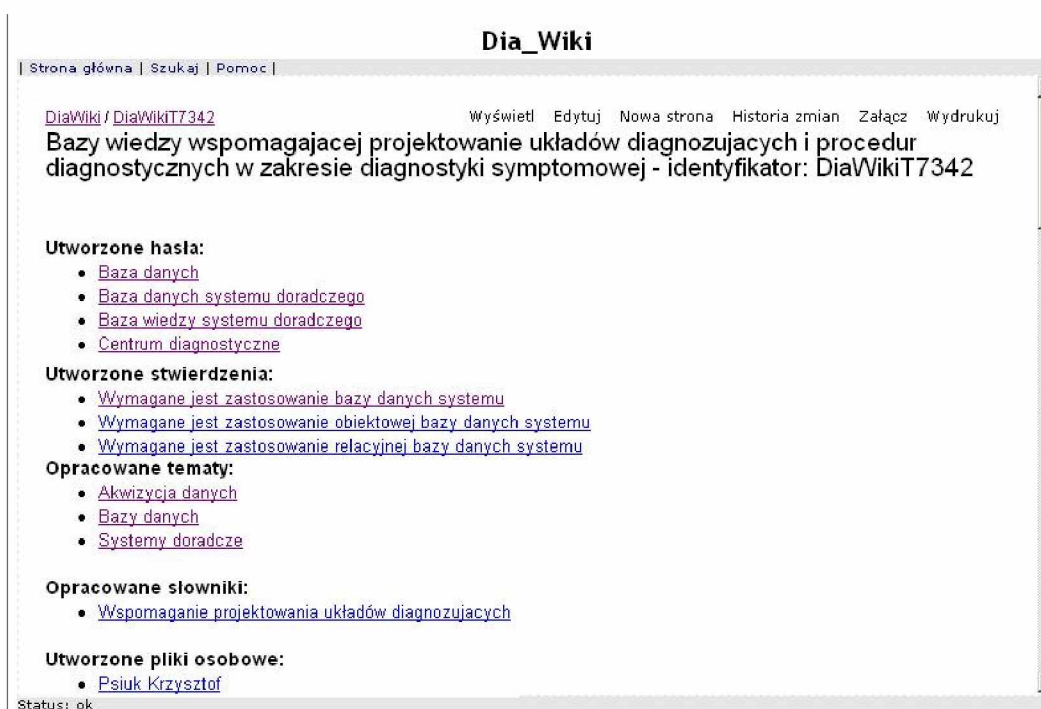 Dia_Wiki
| Strona główna | Szukaj | Pomoc |
DiaWiki / DiaWikiT7342 Wyświetl Edytuj Nowa strona Historia zmian Załącz Wydrukuj
Bazy wiedzy wspomagajacej projektowanie układów diagnozujacych i procedur
diagnostycznych w zakresie diagnostyki symptomowej - identyfikator: DiaWikiT7342
Utworzone hasła:
• Baza danych
• Baza danych systemu doradczego
• Baza wiedzy systemu doradczego
• Centrum diagnostyczne
Utworzone stwierdzenia:
• Wymagane jest zastosowanie bazy danych systemu
• Wymagane jest zastosowanie obiektowej bazy danych systemu
• Wymagane jest zastosowanie relacyjnej bazy danych systemu
Opracowane tematy:
• Akwizycja danych
• Bazy danych
• Systemy doradcze
Opracowane słowniki:
• Wspomaganie projektowania układów diagnozujacych
Utworzone pliki osobowe:
• Psiuk Krzysztof
Status: ok